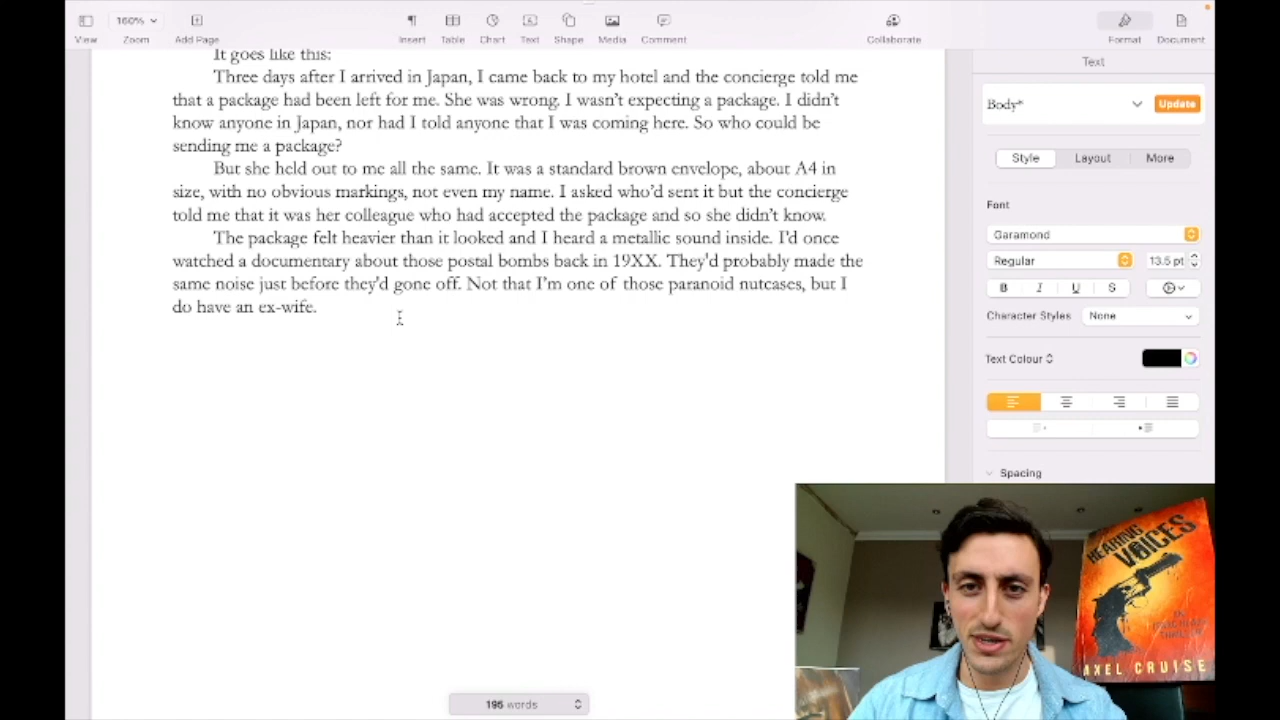 160%
View
Zoom
Add Page
Insert
Table
Chart
Text
Shape
Media
Comment
Collaborate
Format
Document
It goes like this:
Three days after I arrived in Japan, I came back to my hotel and the concierge told me
that a package had been left for me. She was wrong. I wasn’t expecting a package. I didn’t
know anyone in Japan, nor had I told anyone that I was coming here. So who could be
sending me a package?
But she held out to me all the same. It was a standard brown envelope, about A4 in
size, with no obvious markings, not even my name. I asked who’d sent it but the concierge
told me that it was her colleague who had accepted the package and so she didn’t know.
The package felt heavier than it looked and I heard a metallic sound inside. I’d once
watched a documentary about those postal bombs back in 19XX. They'd probably made the
same noise just before they'd gone off. Not that I’m one of those paranoid nutcases, but I
do have an ex-wife.
195 words
Text
Body*
Update
Style
Layout
More
Font
Garamond
Regular
13.5 pt
B
I
U
S
Character Styles
None
Text Colour
Spacing
HEARING
VOICES
THRILLER
AXEL CRUISE